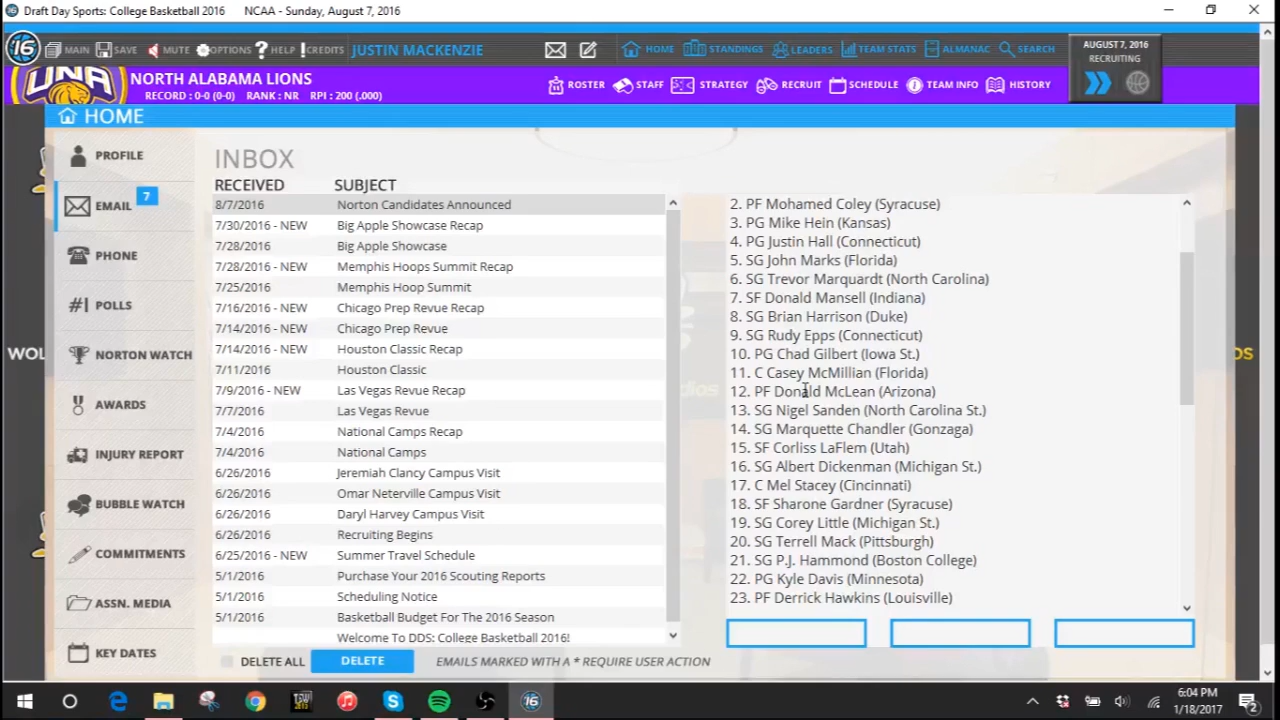 Draft Day Sports: College Basketball 2016 NCAA - Sunday, August 7, 2016
16 MAIN SAVE MUTE OPTIONS HELP CREDITS JUSTIN MACKENZIE HOME STANDINGS LEADERS TEAM STATS ALMANAC SEARCH
AUGUST 7, 2016
RECRUITING
UNA
NORTH ALABAMA LIONS
RECORD : 0-0 (0-0) RANK : NR RPI : 200 (.000)
ROSTER STAFF STRATEGY RECRUIT SCHEDULE TEAM INFO HISTORY
HOME
PROFILE
EMAIL 7
PHONE
#1 POLLS
NORTON WATCH
AWARDS
INJURY REPORT
BUBBLE WATCH
COMMITMENTS
ASSN. MEDIA
KEY DATES
WOL
INBOX
RECEIVED SUBJECT
8/7/2016 Norton Candidates Announced
7/30/2016 - NEW Big Apple Showcase Recap
7/28/2016 Big Apple Showcase
7/28/2016 - NEW Memphis Hoops Summit Recap
7/25/2016 Memphis Hoop Summit
7/16/2016 - NEW Chicago Prep Revue Recap
7/14/2016 - NEW Chicago Prep Revue
7/14/2016 - NEW Houston Classic Recap
7/11/2016 Houston Classic
7/9/2016 - NEW Las Vegas Revue Recap
7/7/2016 Las Vegas Revue
7/4/2016 National Camps Recap
7/4/2016 National Camps
6/26/2016 Jeremiah Clancy Campus Visit
6/26/2016 Omar Neterville Campus Visit
6/26/2016 Daryl Harvey Campus Visit
6/26/2016 Recruiting Begins
6/25/2016 - NEW Summer Travel Schedule
5/1/2016 Purchase Your 2016 Scouting Reports
5/1/2016 Scheduling Notice
5/1/2016 Basketball Budget For The 2016 Season
Welcome To DDS: College Basketball 2016!
DELETE ALL DELETE EMAILS MARKED WITH A * REQUIRE USER ACTION
2. PF Mohamed Coley (Syracuse)
3. PG Mike Hein (Kansas)
4. PG Justin Hall (Connecticut)
5. SG John Marks (Florida)
6. SG Trevor Marquardt (North Carolina)
7. SF Donald Mansell (Indiana)
8. SG Brian Harrison (Duke)
9. SG Rudy Epps (Connecticut)
10. PG Chad Gilbert (Iowa St.)
11. C Casey McMillian (Florida)
12. PF Donald McLean (Arizona)
13. SG Nigel Sanden (North Carolina St.)
14. SG Marquette Chandler (Gonzaga)
15. SF Corliss LaFlem (Utah)
16. SG Albert Dickenman (Michigan St.)
17. C Mel Stacey (Cincinnati)
18. SF Sharone Gardner (Syracuse)
19. SG Corey Little (Michigan St.)
20. SG Terrell Mack (Pittsburgh)
21. SG P.J. Hammond (Boston College)
22. PG Kyle Davis (Minnesota)
23. PF Derrick Hawkins (Louisville)
6:04 PM
1/18/2017
2